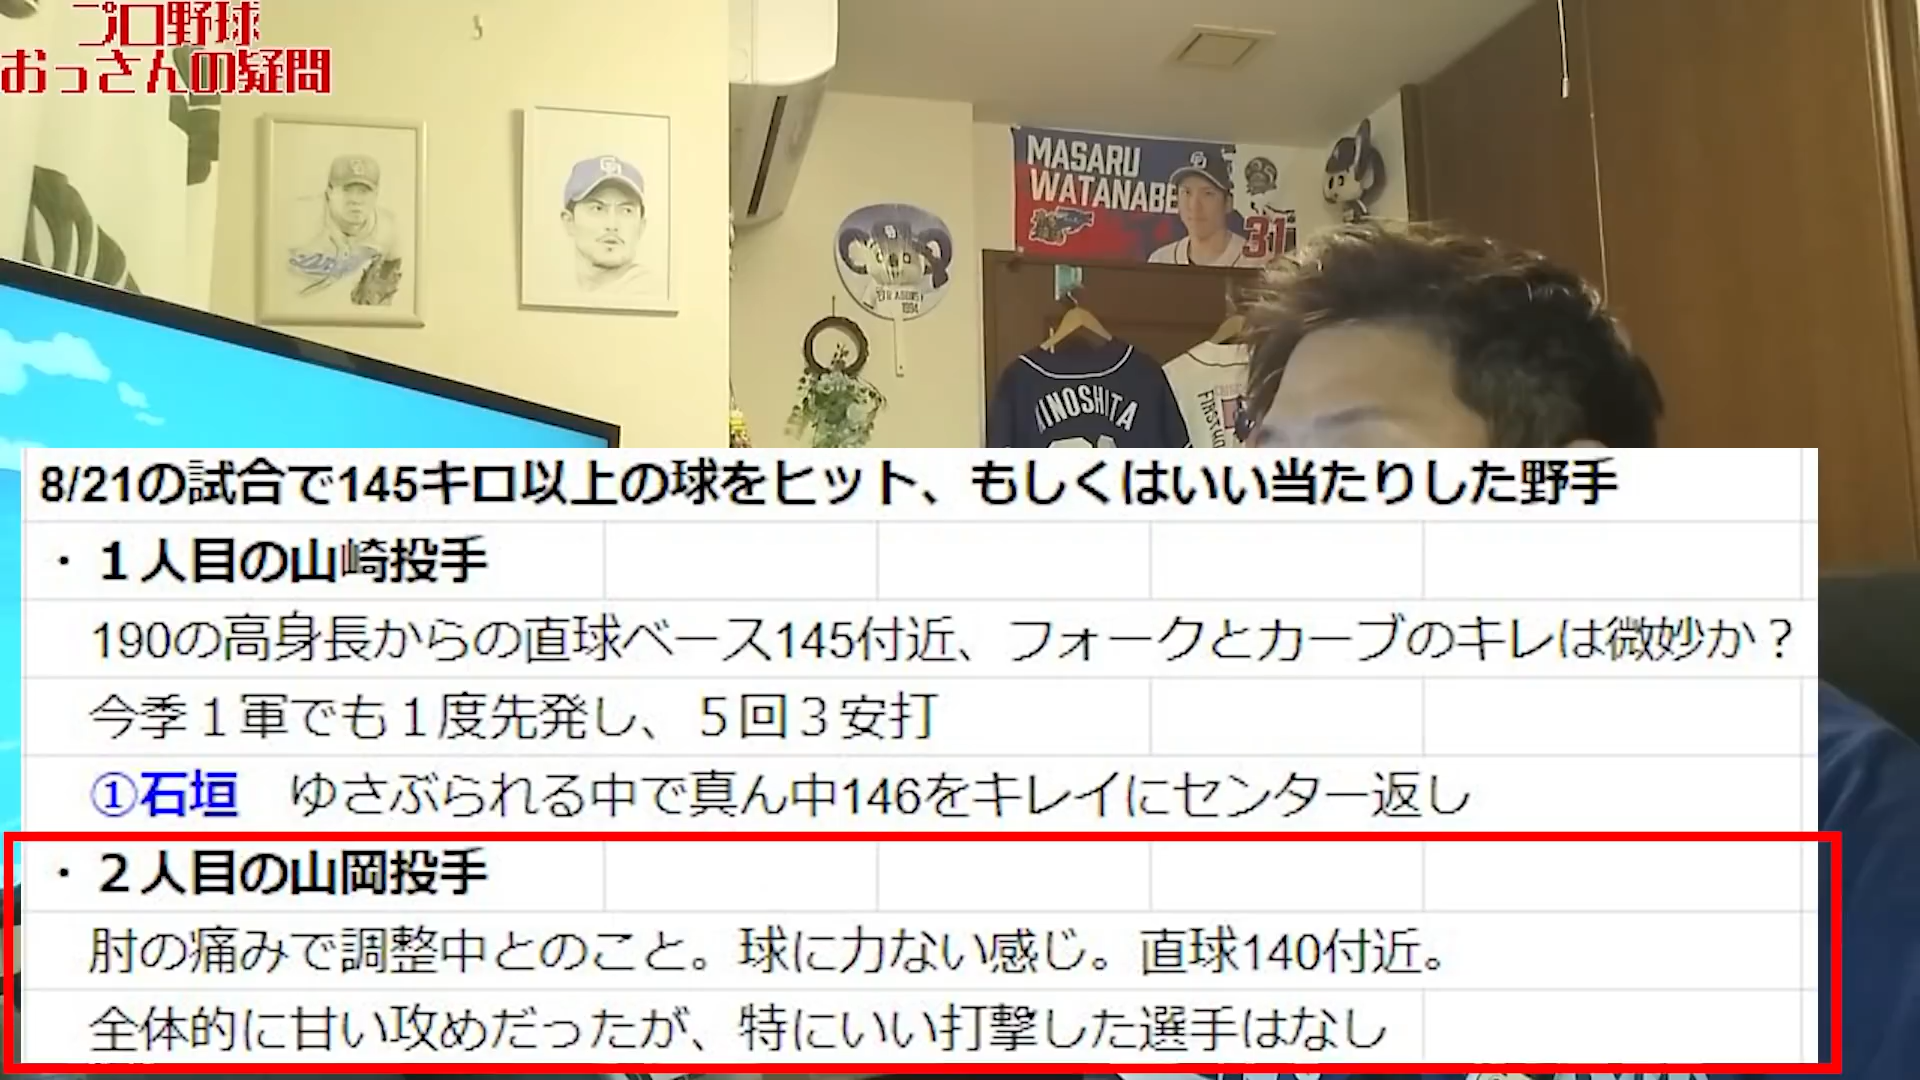 プロ野球
おっさんの疑問
MASARU
WATANABE
31
DRAGONS
1994
KINOSHITA
8/21の試合で145キロ以上の球をヒット、もしくはいい当たりした野手
・１人目の山崎投手
190の高身長からの直球ベース145付近、フォークとカーブのキレは微妙か？
今季１軍でも１度先発し、５回３安打
①石垣　ゆさぶられる中で真ん中146をキレイにセンター返し
・２人目の山岡投手
肘の痛みで調整中とのこと。球に力ない感じ。直球140付近。
全体的に甘い攻めだったが、特にいい打撃した選手はなし